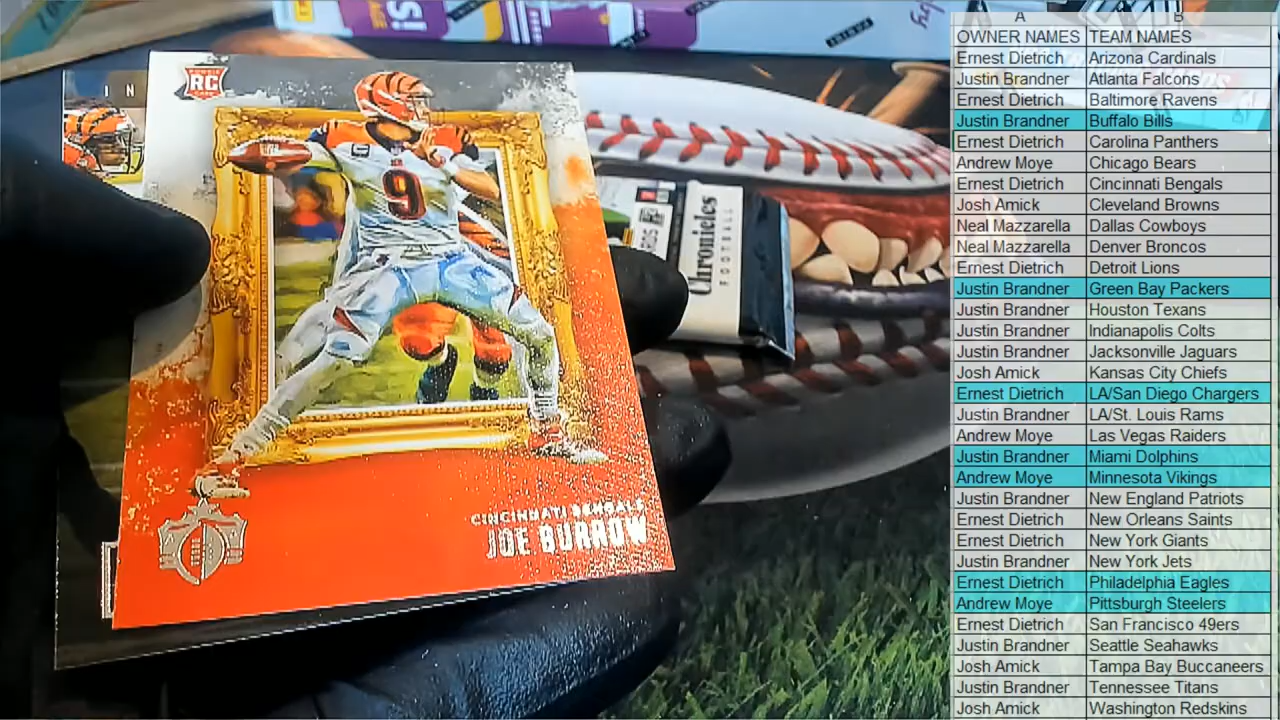 A B
OWNER NAMES TEAM NAMES
Ernest Dietrich Arizona Cardinals
Justin Brandner Atlanta Falcons
Ernest Dietrich Baltimore Ravens
Justin Brandner Buffalo Bills
Ernest Dietrich Carolina Panthers
Andrew Moye Chicago Bears
Ernest Dietrich Cincinnati Bengals
Josh Amick Cleveland Browns
Neal Mazzarella Dallas Cowboys
Neal Mazzarella Denver Broncos
Ernest Dietrich Detroit Lions
Justin Brandner Green Bay Packers
Justin Brandner Houston Texans
Justin Brandner Indianapolis Colts
Justin Brandner Jacksonville Jaguars
Josh Amick Kansas City Chiefs
Ernest Dietrich LA/San Diego Chargers
Justin Brandner LA/St. Louis Rams
Andrew Moye Las Vegas Raiders
Justin Brandner Miami Dolphins
Andrew Moye Minnesota Vikings
Justin Brandner New England Patriots
Ernest Dietrich New Orleans Saints
Ernest Dietrich New York Giants
Justin Brandner New York Jets
Ernest Dietrich Philadelphia Eagles
Andrew Moye Pittsburgh Steelers
Ernest Dietrich San Francisco 49ers
Justin Brandner Seattle Seahawks
Josh Amick Tampa Bay Buccaneers
Justin Brandner Tennessee Titans
Josh Amick Washington Redskins
RC
9
CINCINNATI BENGALS
JOE BURROW
Chronicles
FOOTBALL
I N